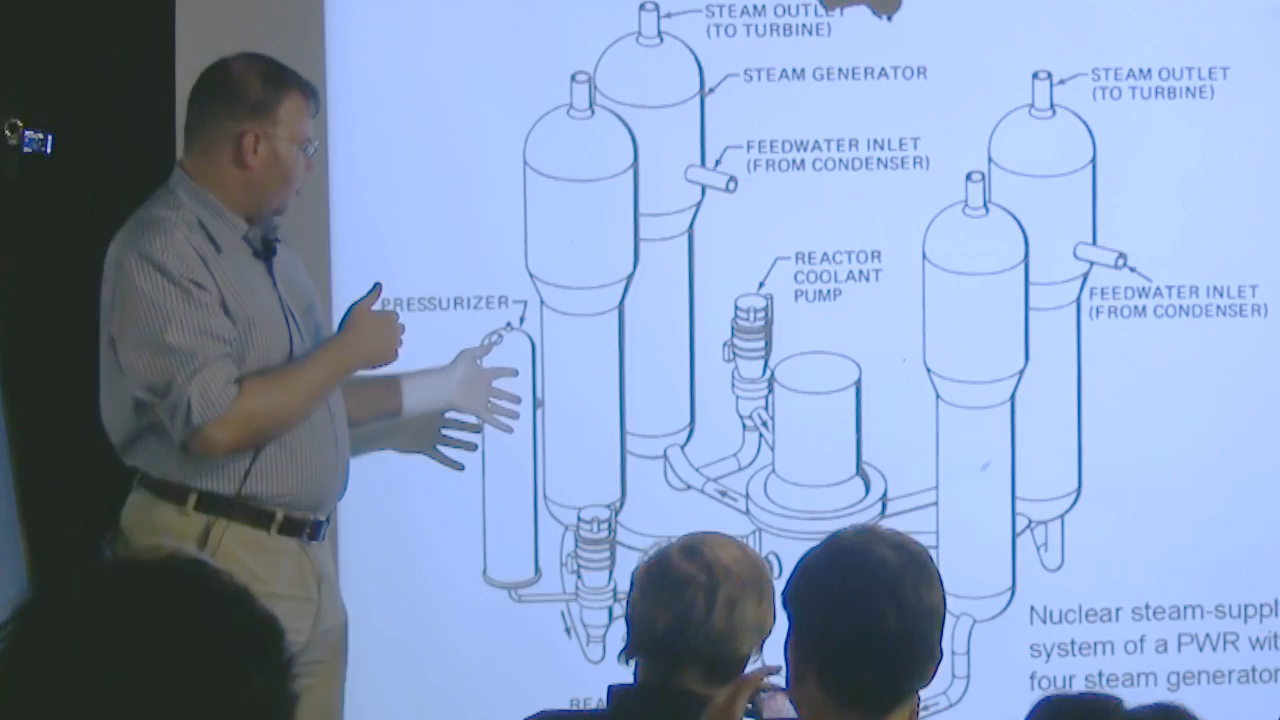 STEAM OUTLET
(TO TURBINE)
STEAM GENERATOR
STEAM OUTLET
(TO TURBINE)
FEEDWATER INLET
(FROM CONDENSER)
REACTOR
COOLANT
PUMP
PRESSURIZER
FEEDWATER INLET
(FROM CONDENSER)
Nuclear steam-suppl
system of a PWR wit
four steam generator
REA